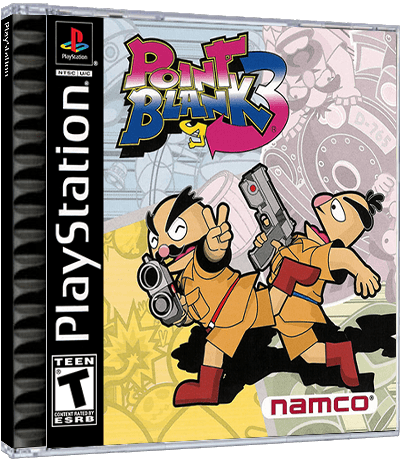 PlayStation
PlayStation
NTSC U/C
PlayStation
POINT
BLANK 3
TEEN
T
CONTENT RATED BY
ESRB
namco